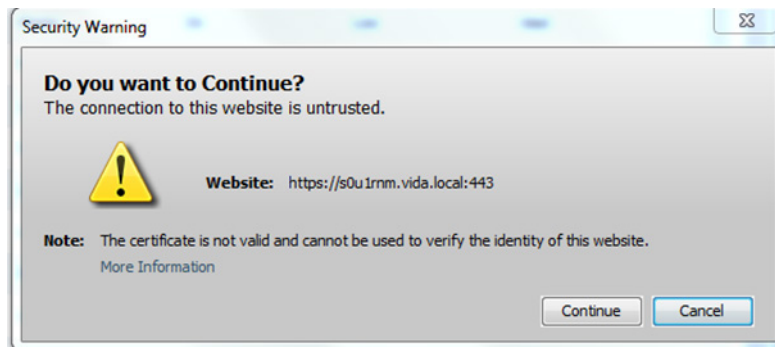 Security Warning
Do you want to Continue?
The connection to this website is untrusted.
Website: https://s0u1rnm.vida.local:443
Note: The certificate is not valid and cannot be used to verify the identity of this website.
More Information
Continue Cancel